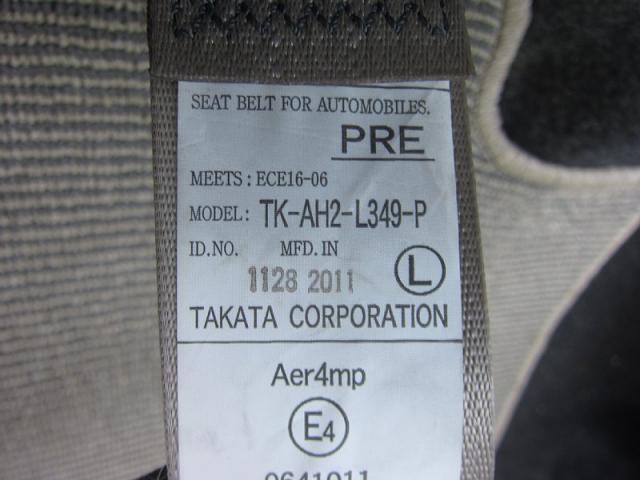 SEAT BELT FOR AUTOMOBILES.
PRE
MEETS : ECE16-06
MODEL: TK-AH2-L349-P
ID.NO. MFD.IN
1128 2011 L
TAKATA CORPORATION
Aer4mp
E4
0641011